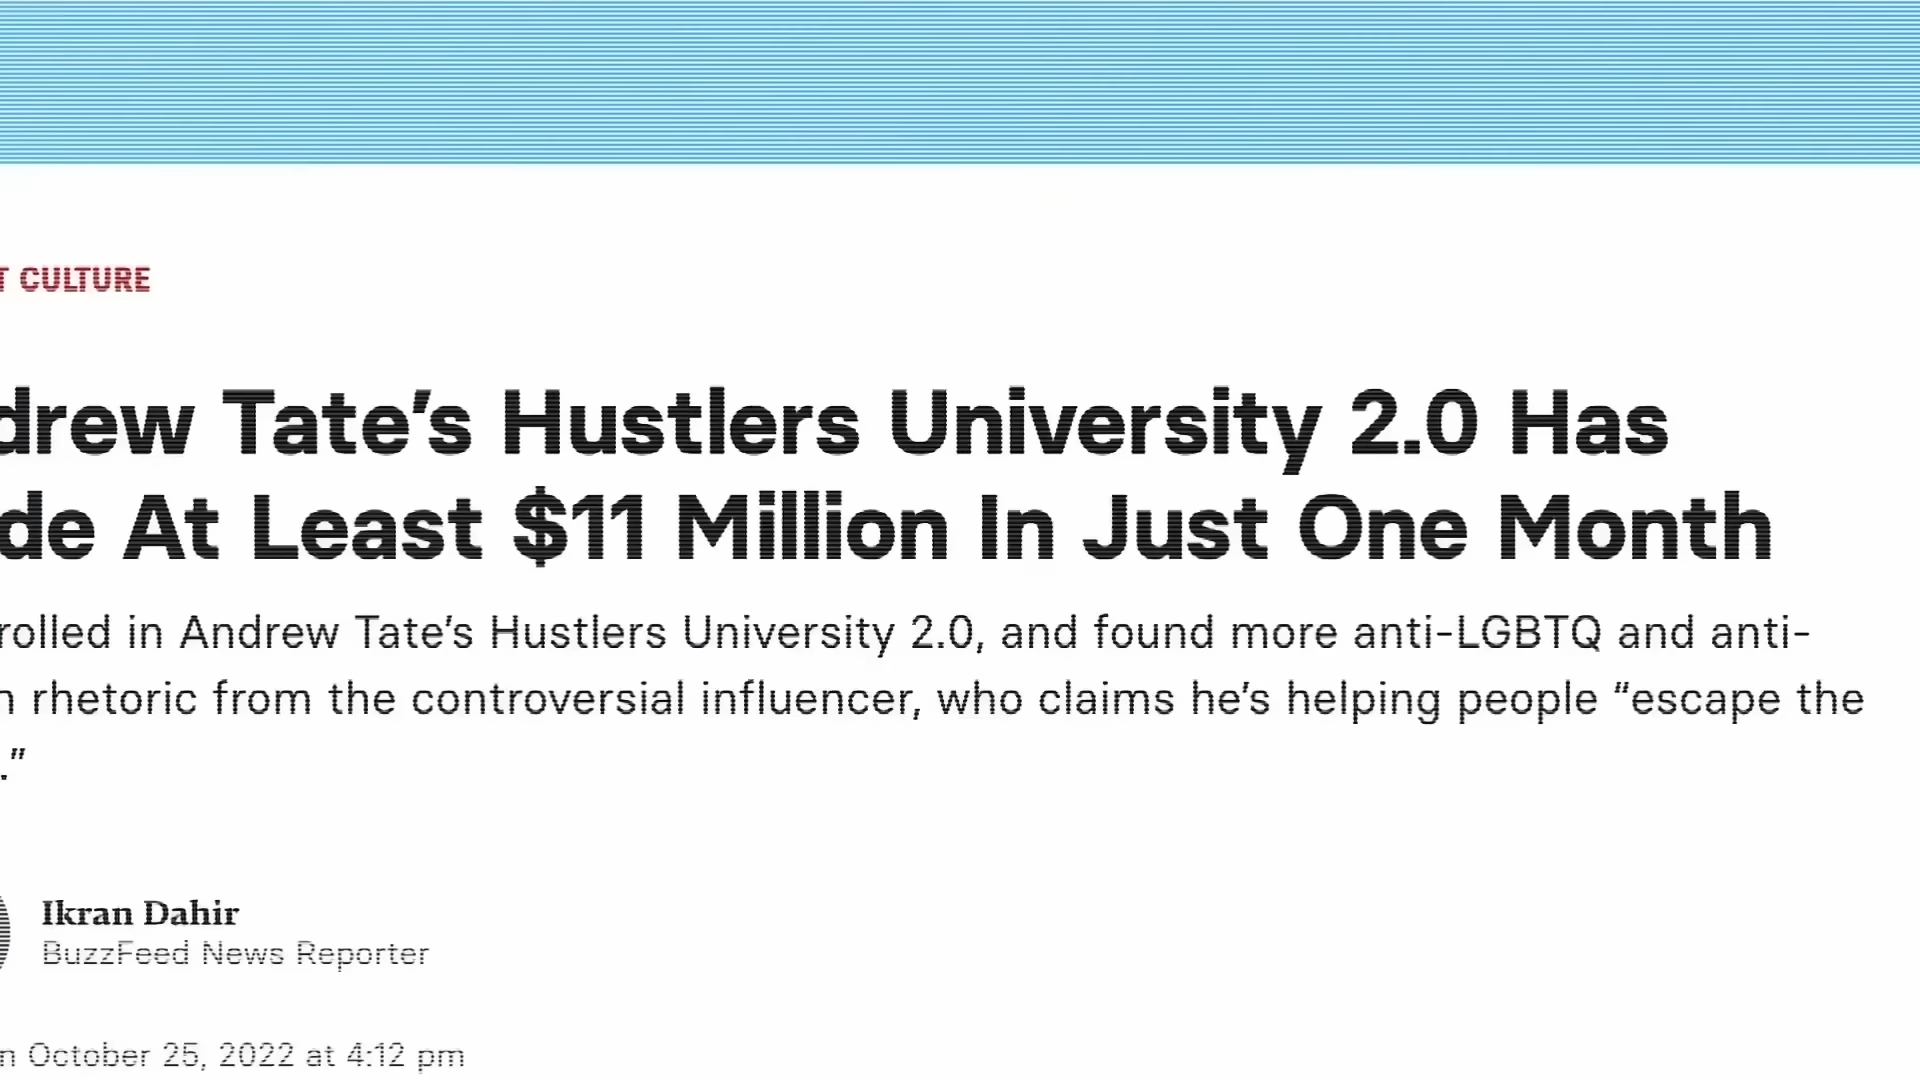 T CULTURE
drew Tate's Hustlers University 2.0 Has
de At Least $11 Million In Just One Month
rolled in Andrew Tate's Hustlers University 2.0, and found more anti-LGBTQ and anti-
n rhetoric from the controversial influencer, who claims he's helping people "escape the
."
Ikran Dahir
BuzzFeed News Reporter
n October 25, 2022 at 4:12 pm